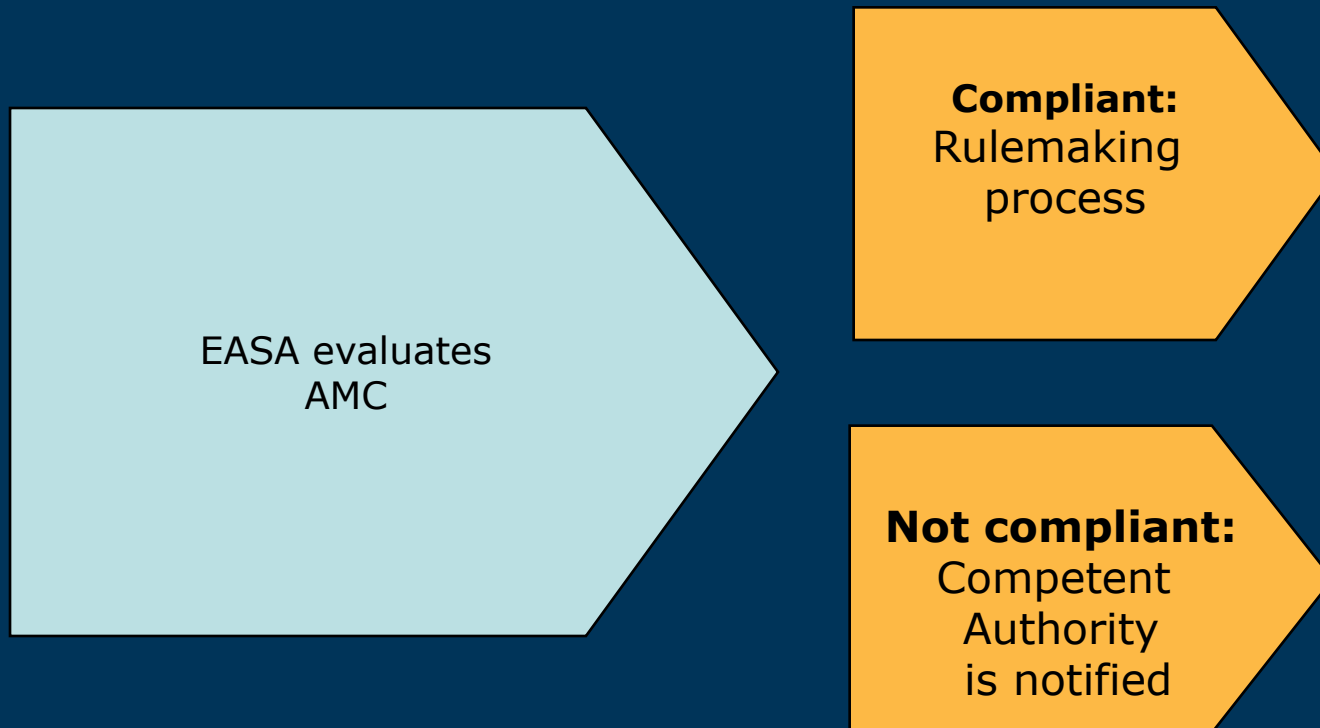 EASA evaluates
AMC
Compliant:
Rulemaking
process
Not compliant:
Competent
Authority
is notified